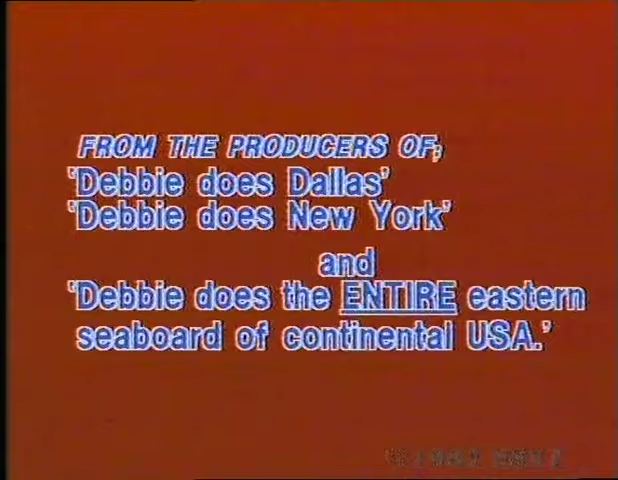 FROM THE PRODUCERS OF;
'Debbie does Dallas'
'Debbie does New York'
and
'Debbie does the ENTIRE eastern
seaboard of continental USA.'